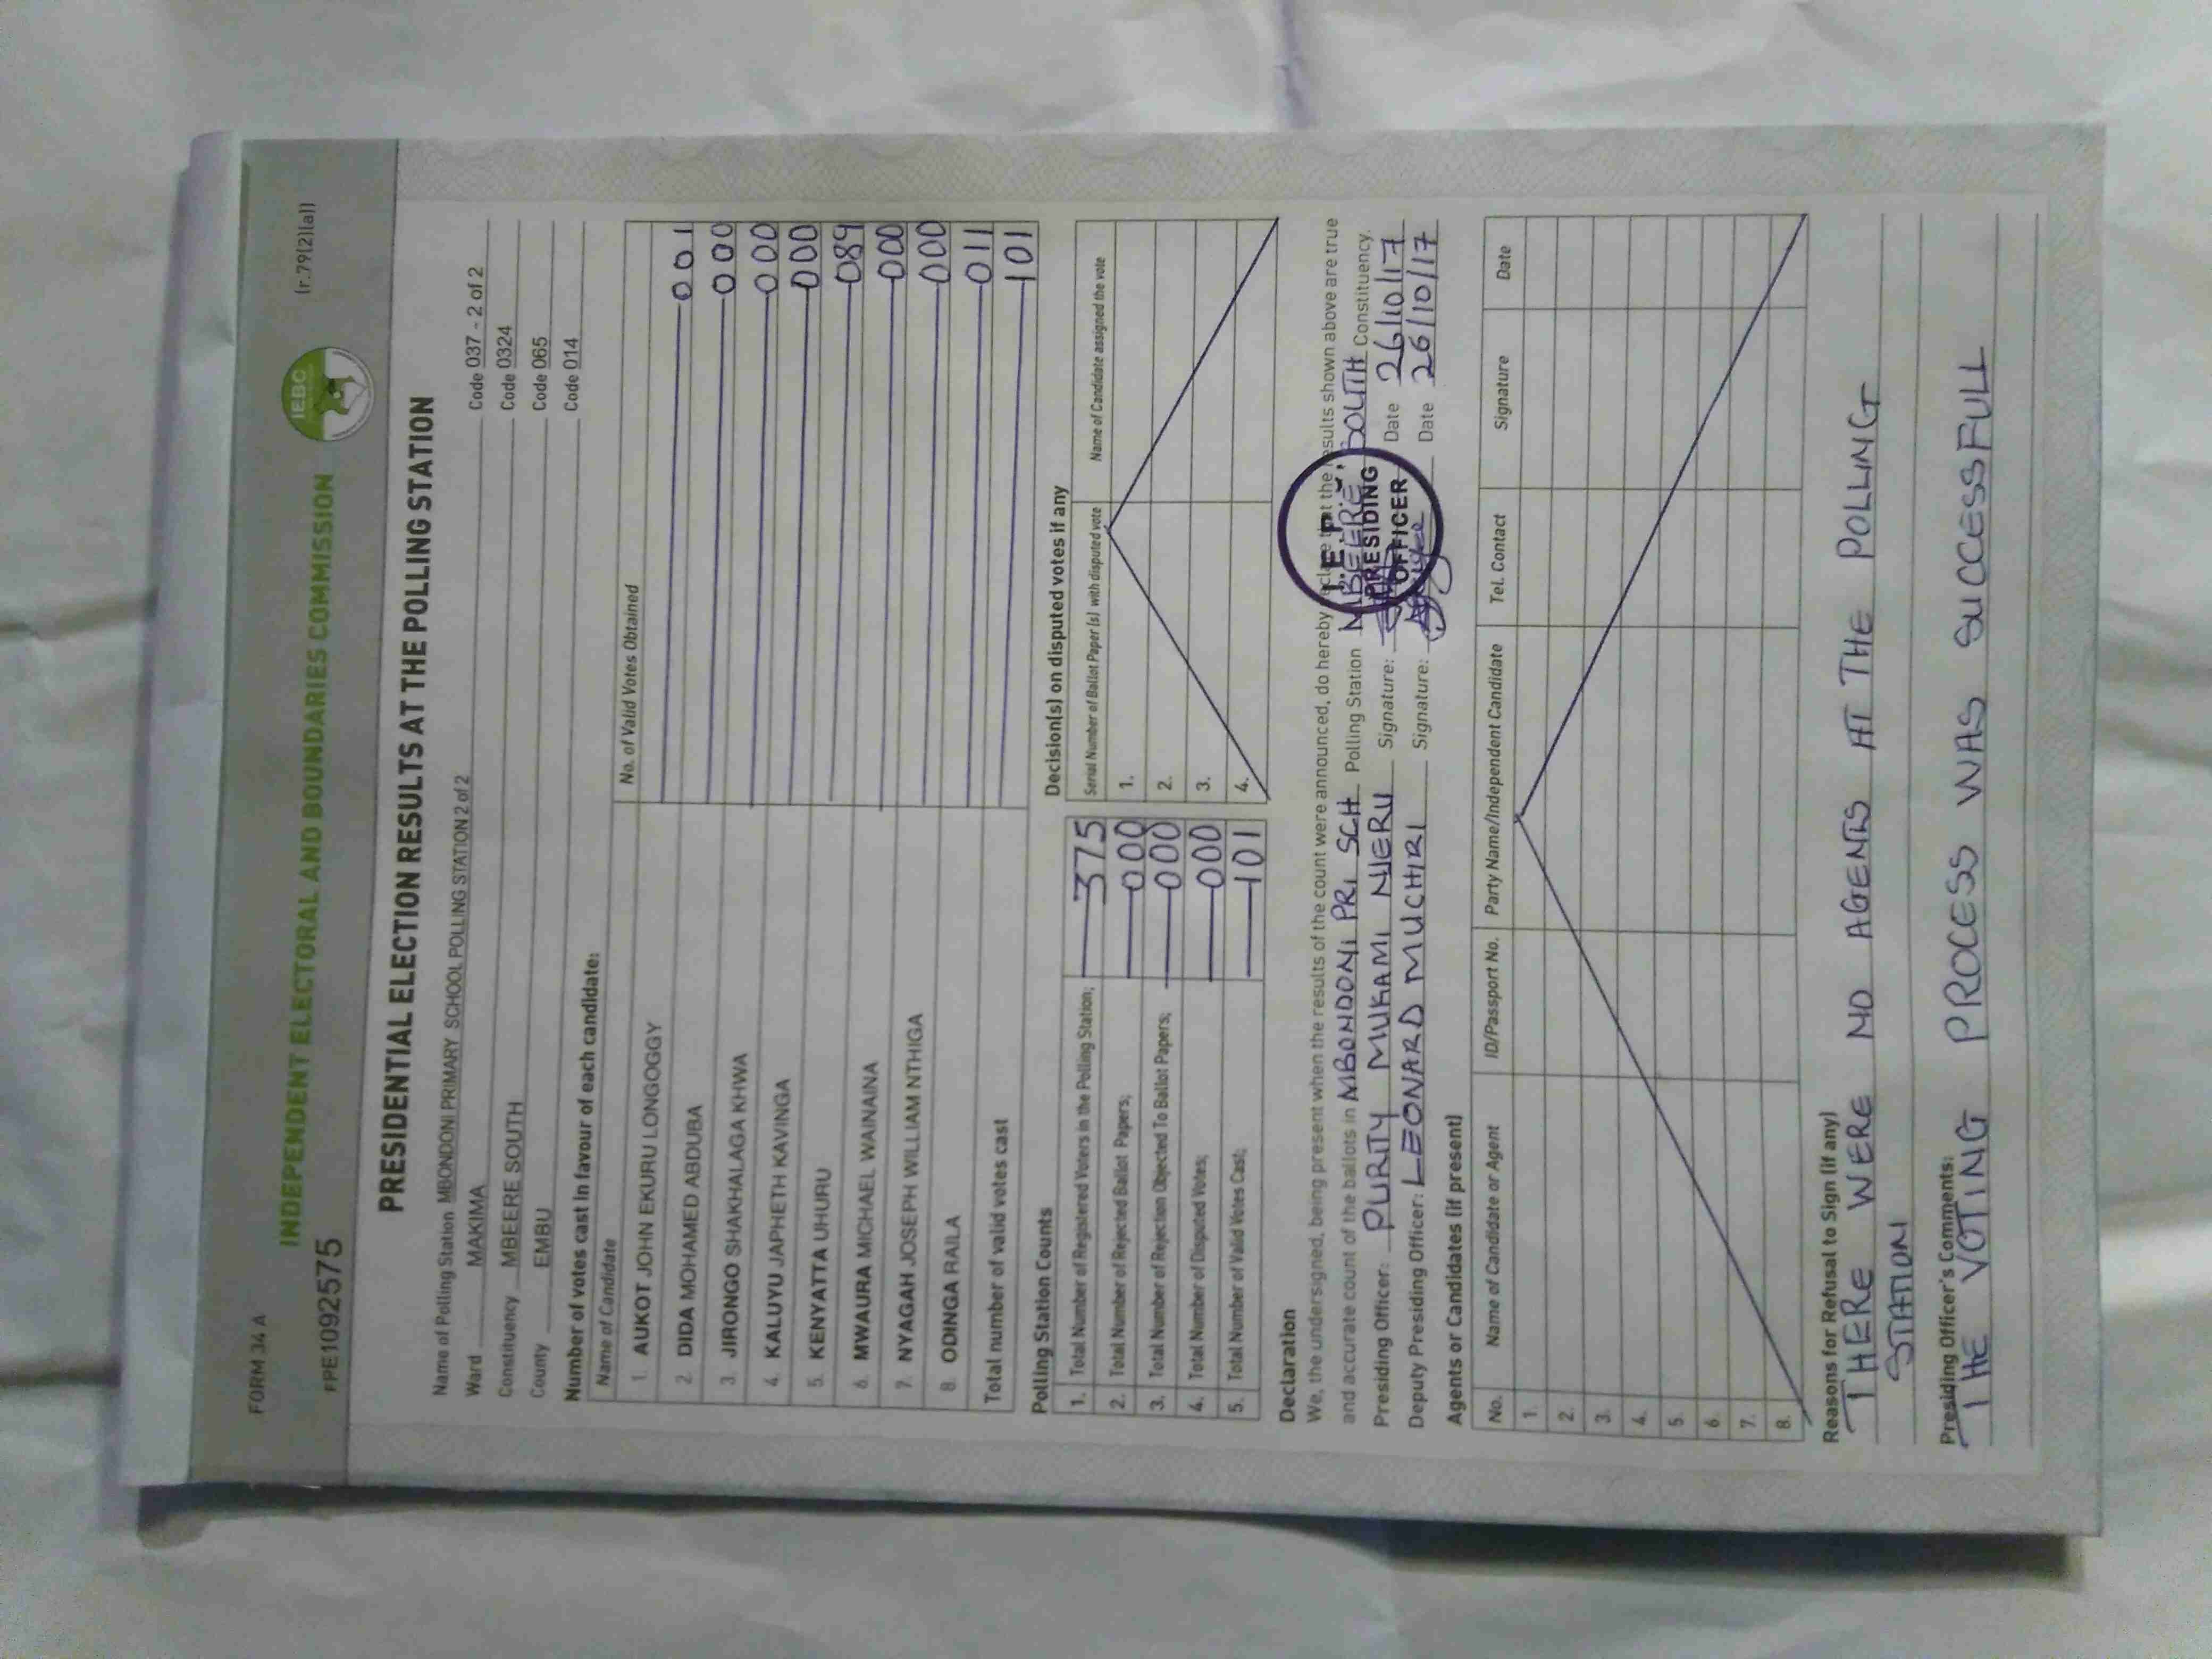 FORM 34 A
(r.79(2)(a))
INDEPENDENT ELECTORAL AND BOUNDARIES COMMISSION
IEBC
FPE1092575
PRESIDENTIAL ELECTION RESULTS AT THE POLLING STATION
Name of Polling Station MBONDONI PRIMARY SCHOOL POLLING STATION 2 of 2 Code 037 - 2 of 2
Ward MAKIMA Code 0324
Constituency MBEERE SOUTH Code 065
County EMBU Code 014
Number of votes cast in favour of each candidate:
Name of Candidate No. of Valid Votes Obtained
1. AUKOT JOHN EKURU LONGOGGY 001
2. DIDA MOHAMED ABDUBA 000
3. JIRONGO SHAKHALAGA KHWA 000
4. KALUYU JAPHETH KAVINGA 000
5. KENYATTA UHURU 089
6. MWAURA MICHAEL WAINAINA 000
7. NYAGAH JOSEPH WILLIAM NTHIGA 000
8. ODINGA RAILA 011
Total number of valid votes cast 101
Polling Station Counts
1. Total Number of Registered Voters in the Polling Station; 375
2. Total Number of Rejected Ballot Papers; 000
3. Total Number of Rejection Objected To Ballot Papers; 000
4. Total Number of Disputed Votes; 000
5. Total Number of Valid Votes Cast; 101
Decision(s) on disputed votes if any
Serial Number of Ballot Paper (s) with disputed vote Name of Candidate assigned the vote
1.
2.
3.
4.
Declaration
We, the undersigned, being present when the results of the count were announced, do hereby declare that the results shown above are true
and accurate count of the ballots in MBONDONI PRI SCH Polling Station MBEERE SOUTH Constituency.
Presiding Officer: PURITY MUKAMI NJERU Signature: Date 26/10/17
Deputy Presiding Officer: LEONARD MUCHIRI Signature: Date 26/10/17
PRESIDING
OFFICER
Agents or Candidates (if present)
No. Name of Candidate or Agent ID/Passport No. Party Name/Independent Candidate Tel. Contact Signature Date
1.
2.
3.
4.
5.
6.
7.
8.
Reasons for Refusal to Sign (if any)
THERE WERE NO AGENTS AT THE POLLING
STATION
Presiding Officer's Comments:
THE VOTING PROCESS WAS SUCCESSFULL